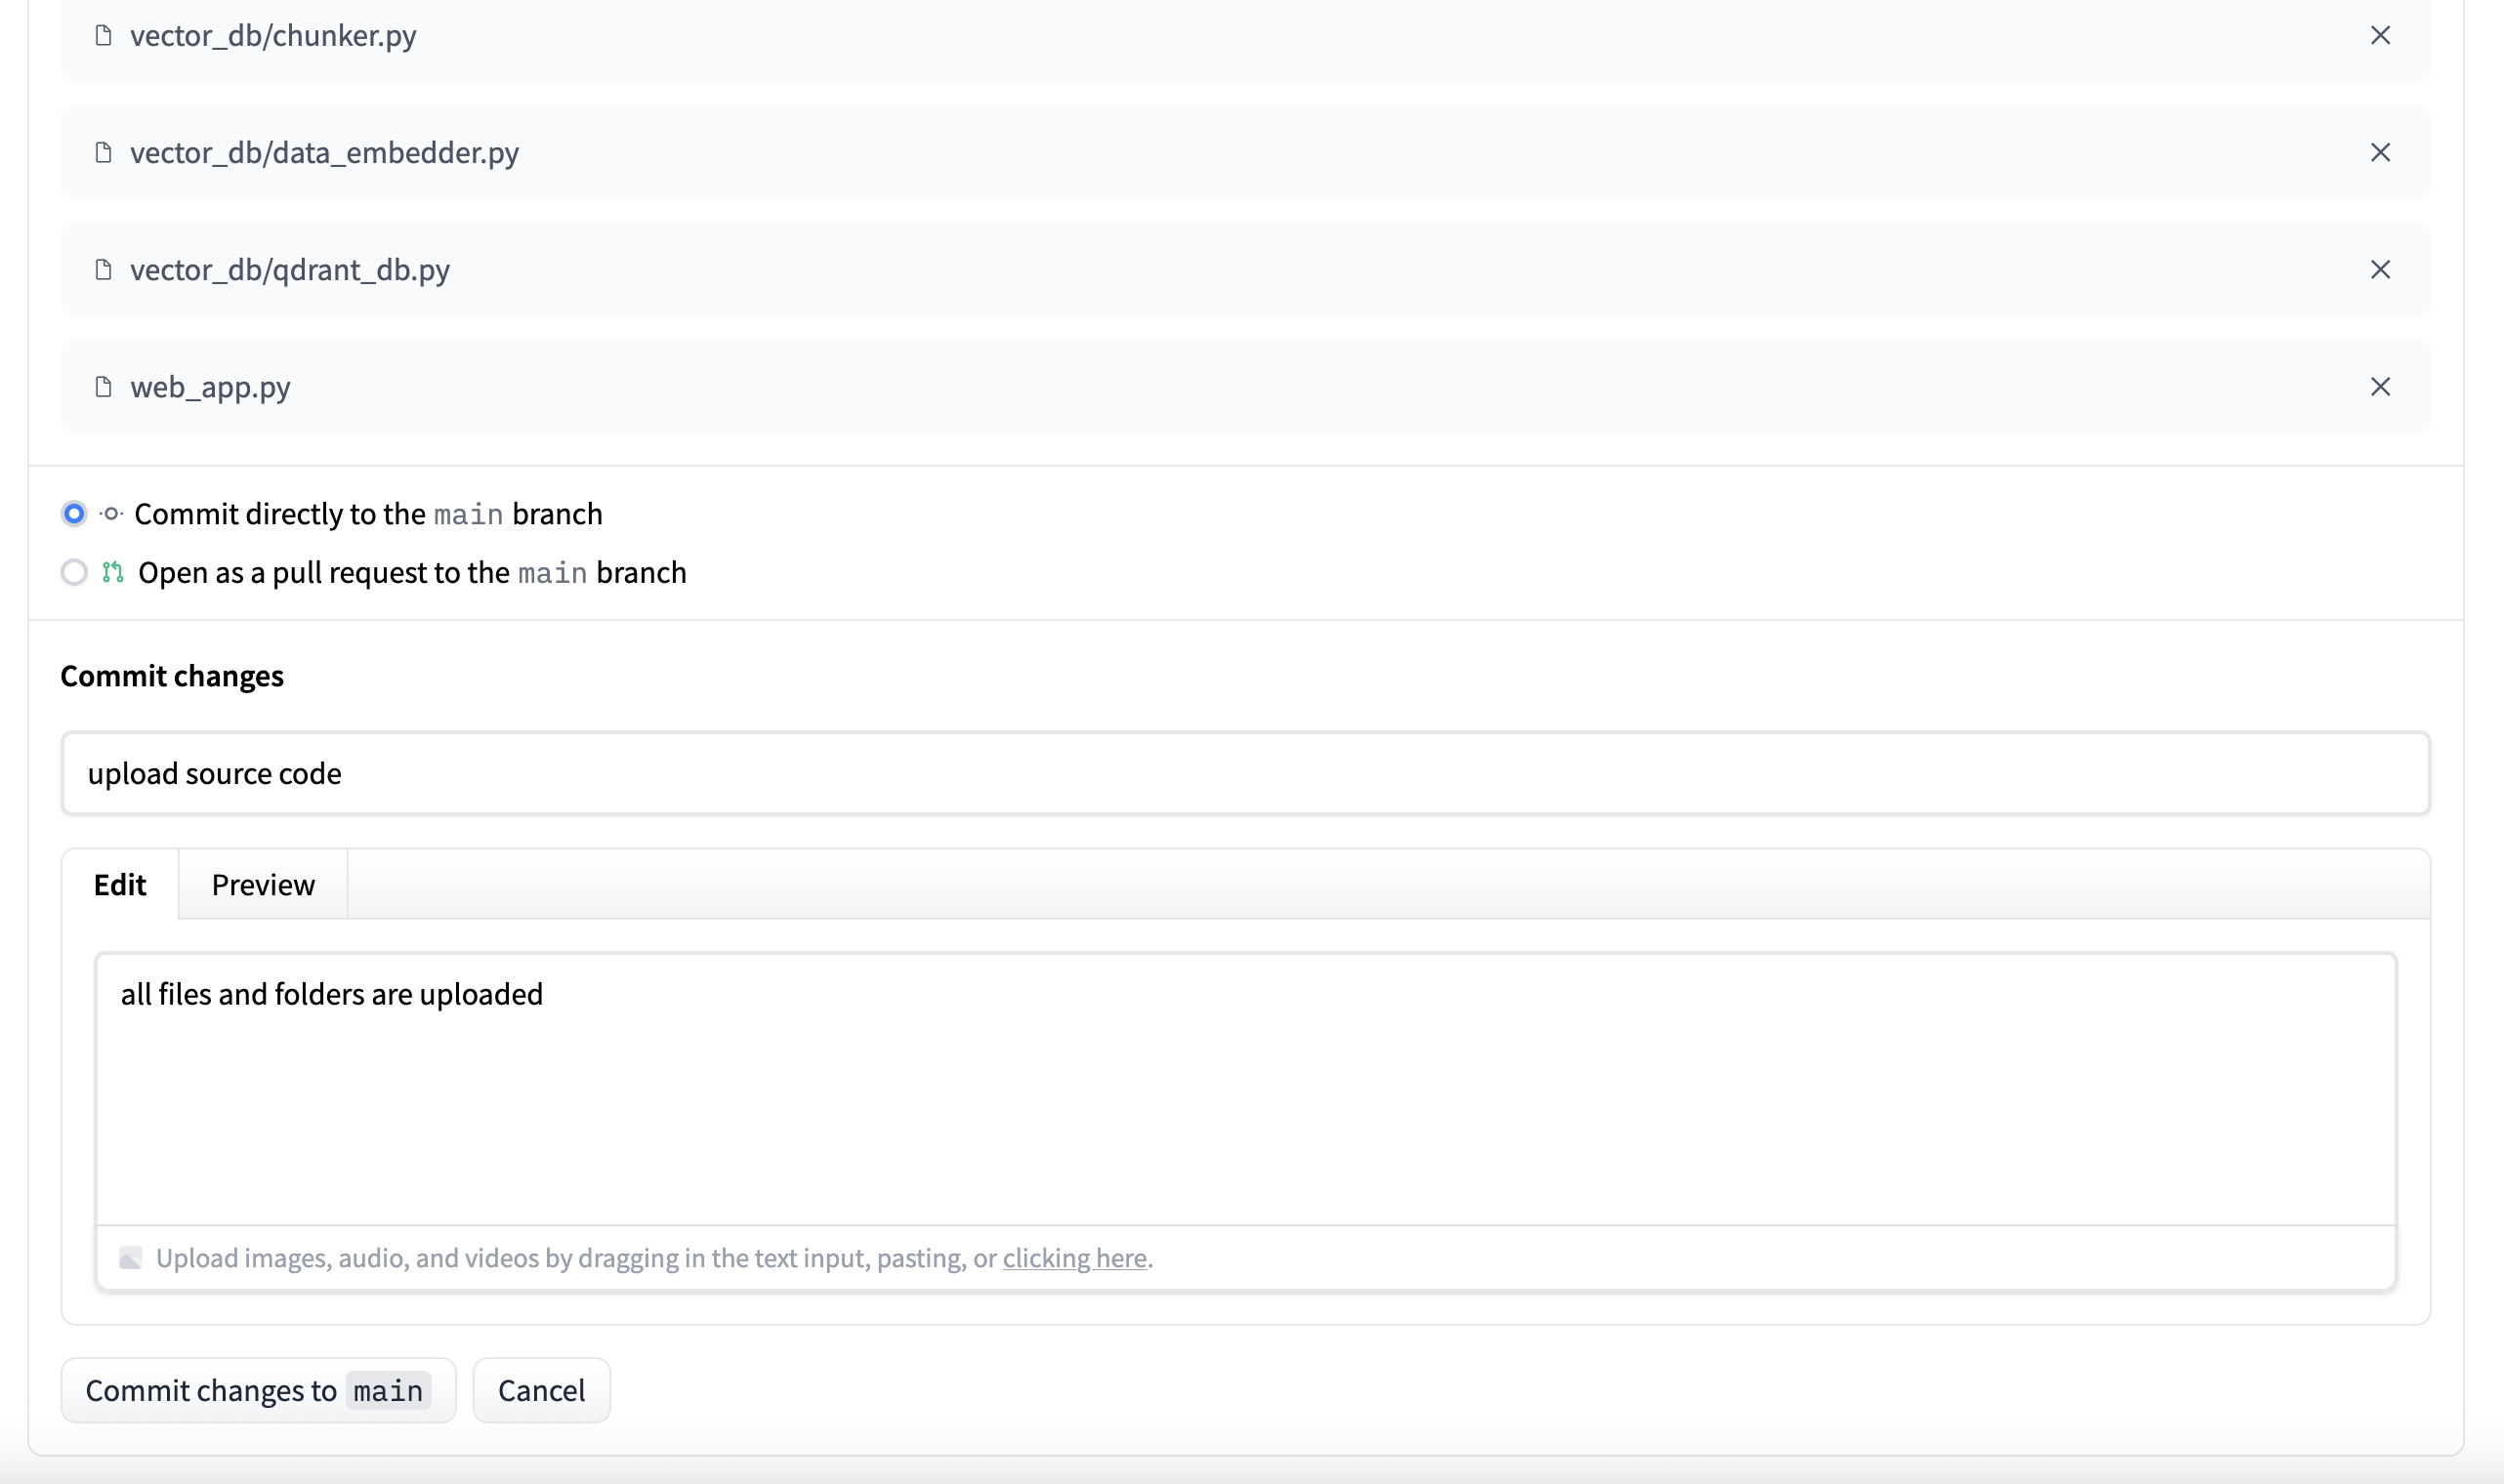 vector_db/chunker.py
vector_db/data_embedder.py
vector_db/qdrant_db.py
web_app.py
Commit directly to the main branch
Open as a pull request to the main branch
Commit changes
upload source code
Edit Preview
all files and folders are uploaded
Upload images, audio, and videos by dragging in the text input, pasting, or clicking here.
Commit changes to main Cancel